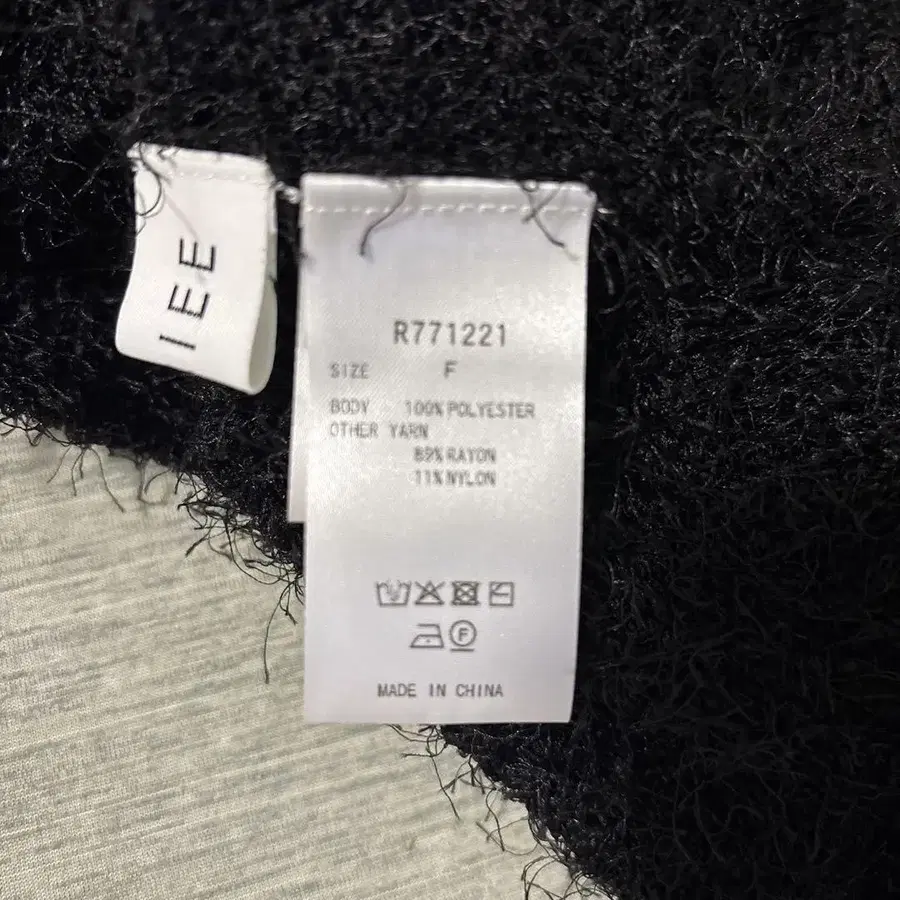 IEE
R771221
SIZE F
BODY 100% POLYESTER
OTHER YARN
89% RAYON
11% NYLON
F
MADE IN CHINA